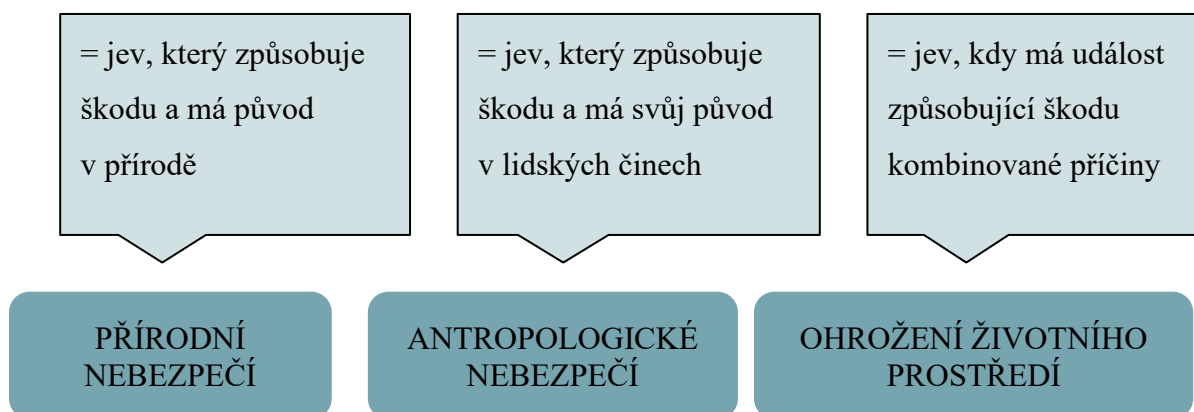 = jev, který způsobuje
škodu a má původ
v přírodě
= jev, který způsobuje
škodu a má svůj původ
v lidských činech
= jev, kdy má událost
způsobující škodu
kombinované příčiny
PŘÍRODNÍ
NEBEZPEČÍ
ANTROPOLOGICKÉ
NEBEZPEČÍ
OHROŽENÍ ŽIVOTNÍHO
PROSTŘEDÍ